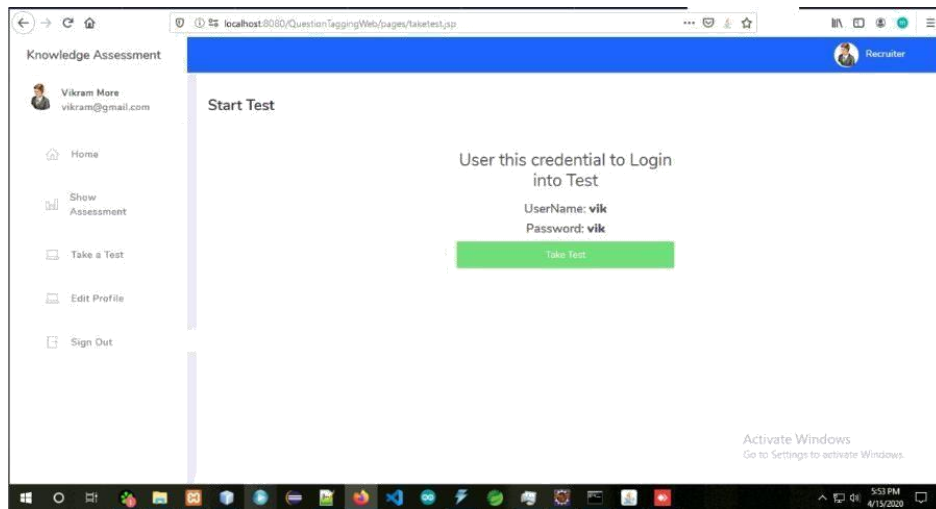 localhost:8080/QuestionTaggingWeb/pages/taketest.jsp
Knowledge Assessment
Recruiter
Vikram More
vikram@gmail.com
Start Test
Home
User this credential to Login
into Test
Show
Assessment
UserName: vik
Password: vik
Take a Test
Take Test
Edit Profile
Sign Out
Activate Windows
Go to Settings to activate Windows.
5:53 PM
4/15/2020